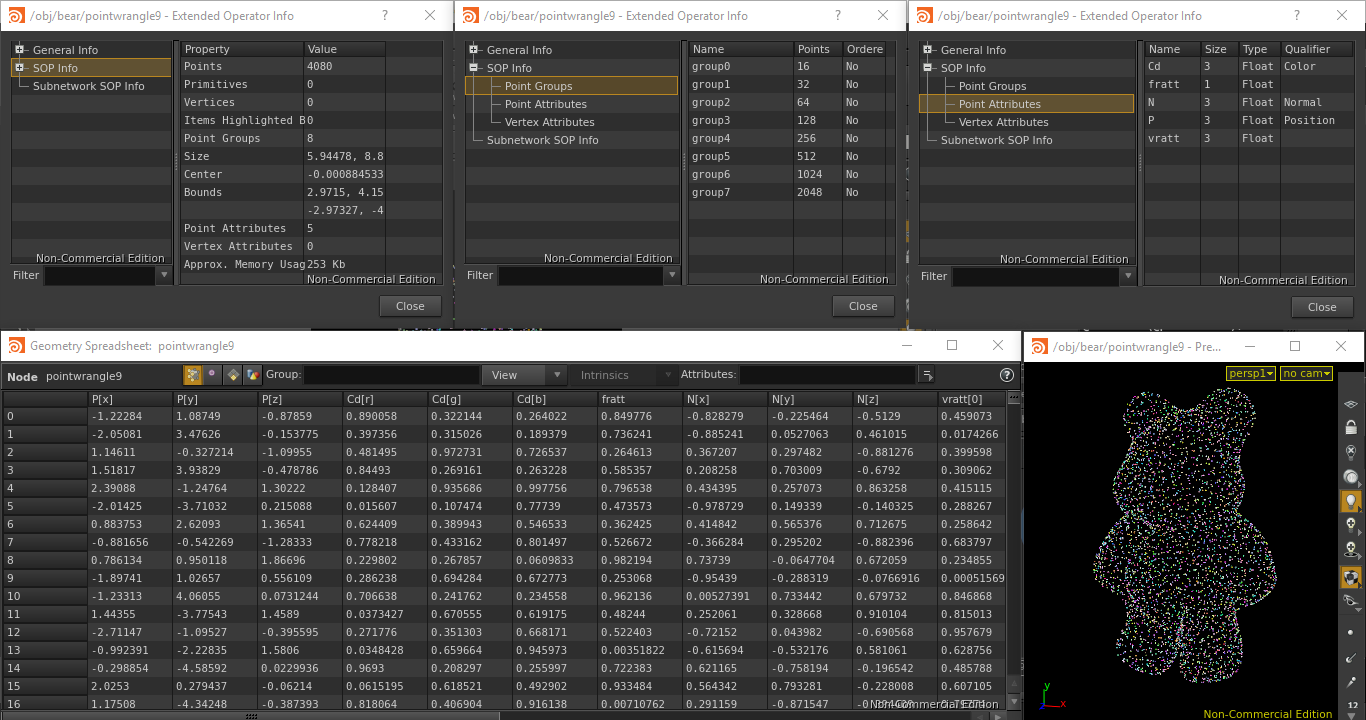 /obj/bear/pointwrangle9 - Extended Operator Info ?
General Info
SOP Info
Subnetwork SOP Info
Non-Commercial Edition
Filter
Property Value
Points 4080
Primitives 0
Vertices 0
Items Highlighted B0
Point Groups 8
Size 5.94478, 8.8
Center -0.000884533
Bounds 2.9715, 4.15
-2.97327, -4
Point Attributes 5
Vertex Attributes 0
Approx. Memory Usag 253 Kb
Non-Commercial Edition
Close
/obj/bear/pointwrangle9 - Extended Operator Info ?
General Info
SOP Info
Point Groups
Point Attributes
Vertex Attributes
Subnetwork SOP Info
Non-Commercial Edition
Filter
Name Points Ordere
group0 16 No
group1 32 No
group2 64 No
group3 128 No
group4 256 No
group5 512 No
group6 1024 No
group7 2048 No
Non-Commercial Edition
Close
/obj/bear/pointwrangle9 - Extended Operator Info ?
General Info
SOP Info
Point Groups
Point Attributes
Vertex Attributes
Subnetwork SOP Info
Non-Commercial Edition
Filter
Name Size Type Qualifier
Cd 3 Float Color
fratt 1 Float
N 3 Float Normal
P 3 Float Position
vratt 3 Float
Non-Commercial Edition
Close
Geometry Spreadsheet: pointwrangle9
Node pointwrangle9 Group: View Intrinsics Attributes: ?
P[x] P[y] P[z] Cd[r] Cd[g] Cd[b] fratt N[x] N[y] N[z] vratt[0]
0 -1.22284 1.08749 -0.87859 0.890058 0.322144 0.264022 0.849776 -0.828279 -0.225464 -0.5129 0.459073
1 -2.05081 3.47626 -0.153775 0.397356 0.315026 0.189379 0.736241 -0.885241 0.0527063 0.461015 0.0174266
2 1.14611 -0.327214 -1.09955 0.481495 0.972731 0.726537 0.264613 0.367207 0.297482 -0.881276 0.399598
3 1.51817 3.93829 -0.478786 0.84493 0.269161 0.263228 0.585357 0.208258 0.703009 -0.6792 0.309062
4 2.39088 -1.24764 1.30222 0.128407 0.935686 0.997756 0.796538 0.434395 0.257073 0.863258 0.415115
5 -2.01425 -3.71032 0.215088 0.015607 0.107474 0.77739 0.473573 -0.978729 0.149339 -0.140325 0.288267
6 0.883753 2.62093 1.36541 0.624409 0.389943 0.546533 0.362425 0.414842 0.565376 0.712675 0.258642
7 -0.881656 -0.542269 -1.28333 0.778218 0.433162 0.801497 0.526672 -0.366284 0.295202 -0.882396 0.683797
8 0.786134 0.950118 1.86696 0.229802 0.267857 0.0609833 0.982194 0.73739 -0.0647704 0.672059 0.234855
9 -1.89741 1.02657 0.556109 0.286238 0.694284 0.672773 0.253068 -0.95439 -0.288319 -0.0766916 0.00051569
10 -1.23313 4.06055 0.0731244 0.706638 0.241762 0.234558 0.962136 0.00527391 0.733442 0.679732 0.846868
11 1.44355 -3.77543 1.4589 0.0373427 0.670555 0.619175 0.48244 0.252061 0.328668 0.910104 0.815013
12 -2.71147 -1.09527 -0.395595 0.271776 0.351303 0.668171 0.522403 -0.72152 0.043982 -0.690568 0.957679
13 -0.992391 -2.22835 1.5806 0.0348428 0.659664 0.945973 0.00351822 -0.615694 -0.532176 0.581061 0.628756
14 -0.298854 -4.58592 0.0229936 0.9693 0.208297 0.255997 0.722383 0.621165 -0.758194 -0.196542 0.485788
15 2.0253 0.279437 -0.06214 0.0615195 0.618521 0.492902 0.933484 0.564342 0.793281 -0.228008 0.607105
16 1.17508 -4.34248 -0.387393 0.818064 0.406904 0.916138 0.00710762 0.291159 -0.871547
Non-Commercial Edition
/obj/bear/pointwrangle9 - Pre...
persp1 no cam
y
x
12
Non-Commercial Edition